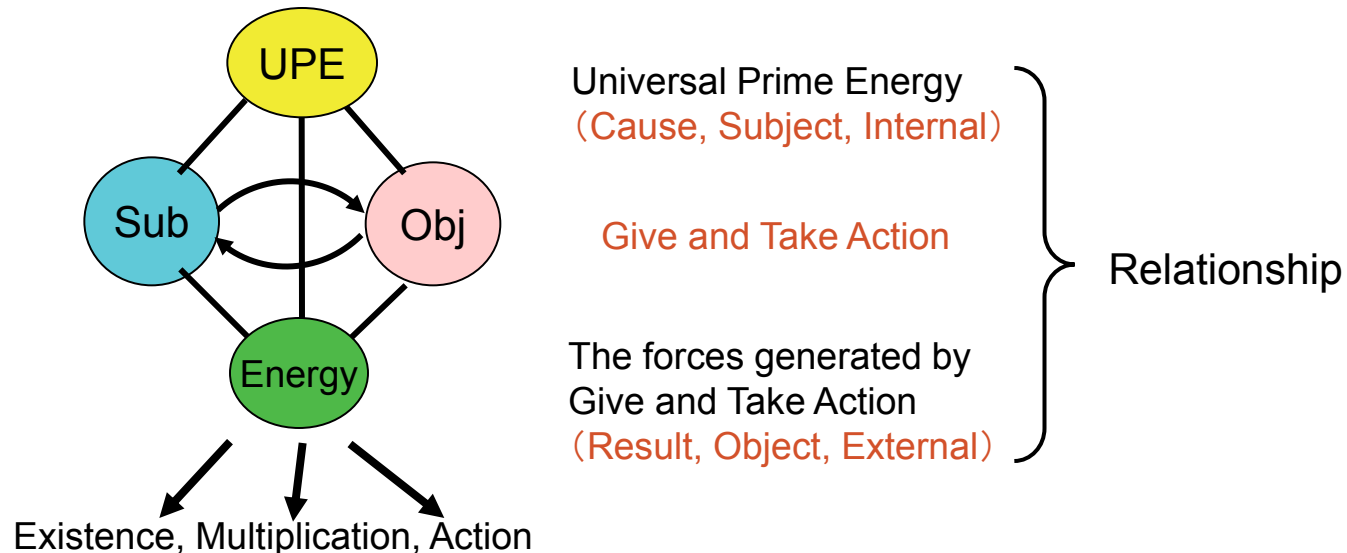 UPE
Sub
Obj
Energy
Existence, Multiplication, Action
Universal Prime Energy
（Cause, Subject, Internal）
Give and Take Action
The forces generated by
Give and Take Action
（Result, Object, External）
Relationship